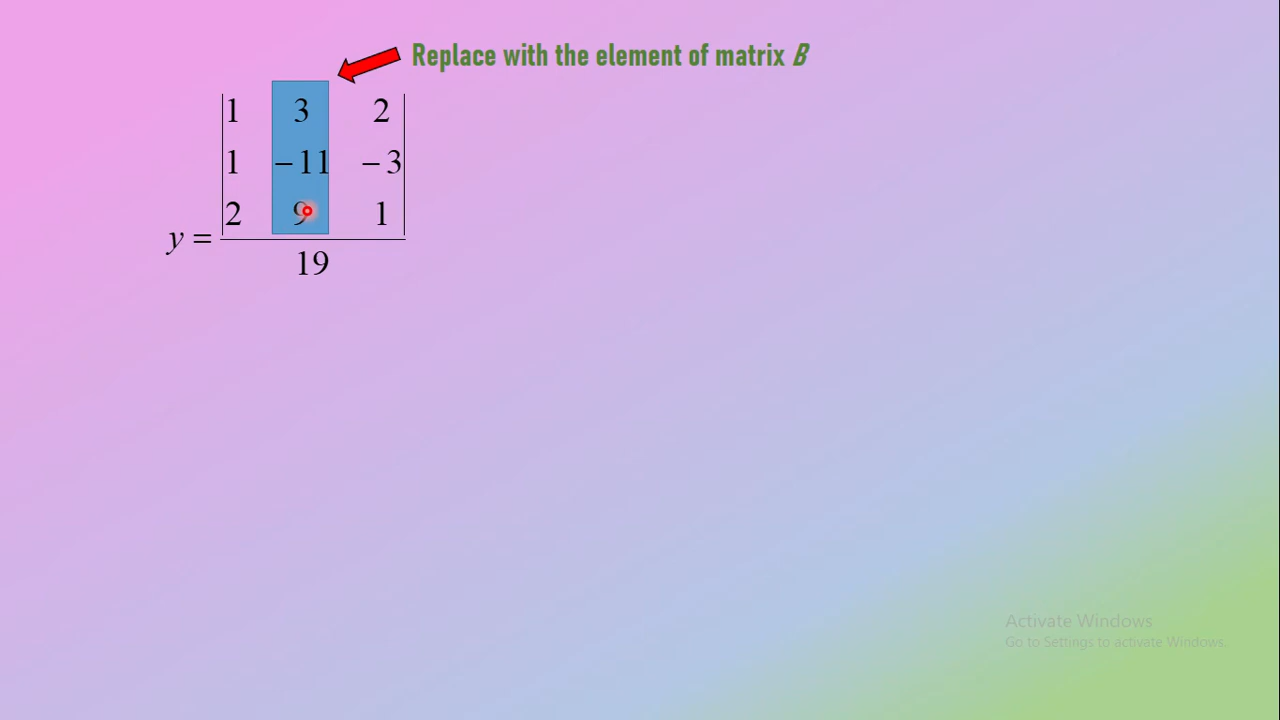 Replace with the element of matrix B
1 3 2
1 −11 −3
2 9 1
y =
19
Activate Windows
Go to Settings to activate Windows.